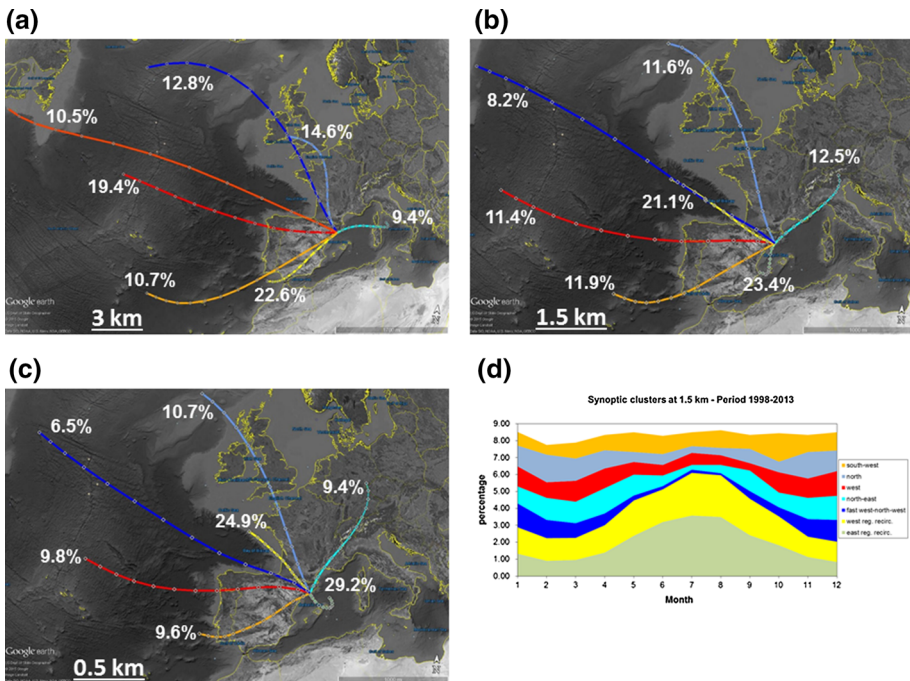 (a)
12.8%
10.5%
14.6%
19.4%
9.4%
10.7%
22.6%
Google earth
3 km
(b)
11.6%
8.2%
12.5%
21.1%
11.4%
11.9%
23.4%
Google earth
1.5 km
(c)
10.7%
6.5%
9.4%
24.9%
9.8%
29.2%
9.6%
Google earth
0.5 km
(d)
Synoptic clusters at 1.5 km - Period 1998-2013
percentage
9.00
8.00
7.00
6.00
5.00
4.00
3.00
2.00
1.00
0.00
1 2 3 4 5 6 7 8 9 10 11 12
Month
south-west
north
west
north-east
fast west-north-west
west reg. recirc.
east reg. recirc.